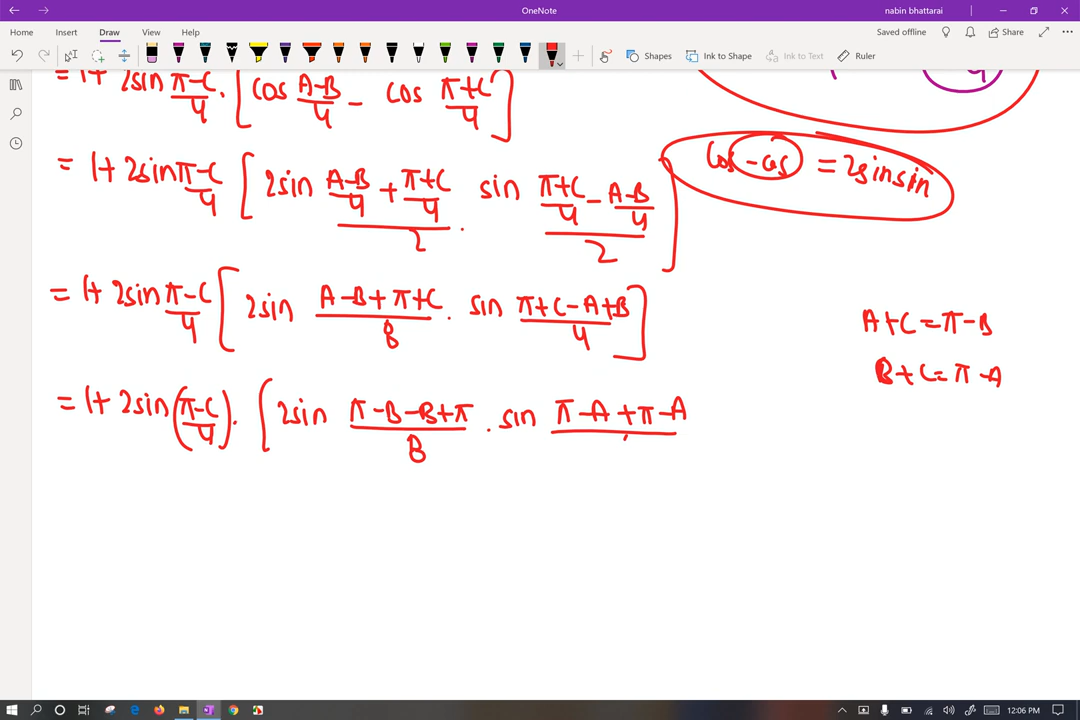 OneNote
nabin bhattarai
Home Insert Draw View Help
Saved offline
Share
Shapes
Ink to Shape
Ink to Text
Ruler
= 1+ 2sin π-C/4 . [cos A-B/4 - cos π+C/4]
4
= 1+ 2sin π-C/4 [2sin (A-B/4 + π+C/4)/2 . sin (π+C/4 - A-B/4)/2]
cos - cos = 2sinsin
= 1+ 2sin π-C/4 [2sin A-B+π+C/8 . sin π+C-A+B/4]
A+C = π-B
B+C = π-A
= 1+ 2sin (π-C/4) . [2sin π-B-B+π/8 . sin π-A+π-A
12:06 PM